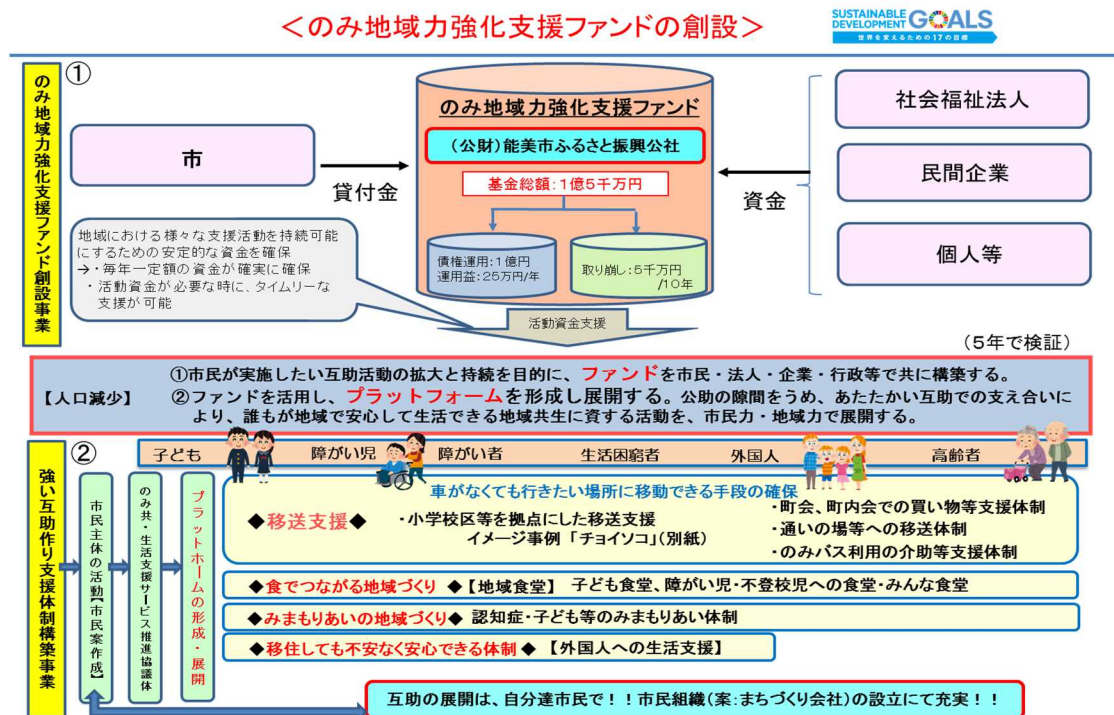 ＜のみ地域力強化支援ファンドの創設＞
SUSTAINABLE
DEVELOPMENT GOALS
世界を変えるための17の目標
のみ地域力強化支援ファンド創設事業
①
市
貸付金
のみ地域力強化支援ファンド
(公財)能美市ふるさと振興公社
基金総額:1億5千万円
債権運用:1億円
運用益:25万円/年
取り崩し:5千万円
/10年
資金
社会福祉法人
民間企業
個人等
地域における様々な支援活動を持続可能
にするための安定的な資金を確保
→・毎年一定額の資金が確実に確保
・活動資金が必要な時に、タイムリーな
支援が可能
活動資金支援
(5年で検証)
【人口減少】
①市民が実施したい互助活動の拡大と持続を目的に、ファンドを市民・法人・企業・行政等で共に構築する。
②ファンドを活用し、プラットフォームを形成し展開する。公助の隙間をうめ、あたたかい互助での支え合いに
より、誰もが地域で安心して生活できる地域共生に資する活動を、市民力・地域力で展開する。
強い互助作り支援体制構築事業
②
子ども 障がい児 障がい者 生活困窮者 外国人 高齢者
市民主体の活動【市民案作成】
のみ共・生活支援サービス推進協議体
プラットホームの形成・展開
車がなくても行きたい場所に移動できる手段の確保
◆移送支援◆
・小学校区等を拠点にした移送支援
イメージ事例 「チョイソコ」(別紙)
・町会、町内会での買い物等支援体制
・通いの場等への移送体制
・のみバス利用の介助等支援体制
◆食でつながる地域づくり ◆【地域食堂】 子ども食堂、障がい児・不登校児への食堂・みんな食堂
◆みまもりあいの地域づくり◆ 認知症・子ども等のみまもりあい体制
◆移住しても不安なく安心できる体制◆ 【外国人への生活支援】
互助の展開は、自分達市民で！！市民組織(案:まちづくり会社)の設立にて充実！！